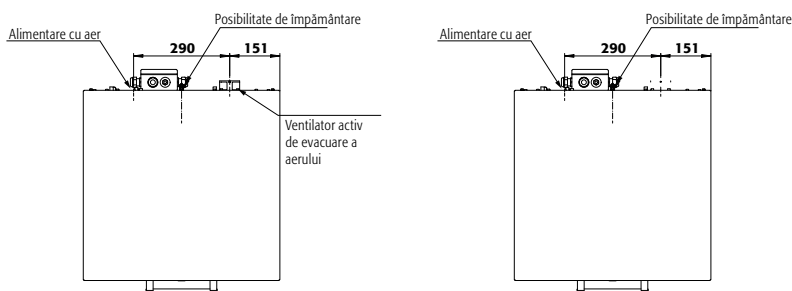 Posibilitate de împământare
Alimentare cu aer
290
151
Ventilator activ
de evacuare a
aerului
Posibilitate de împământare
Alimentare cu aer
290
151